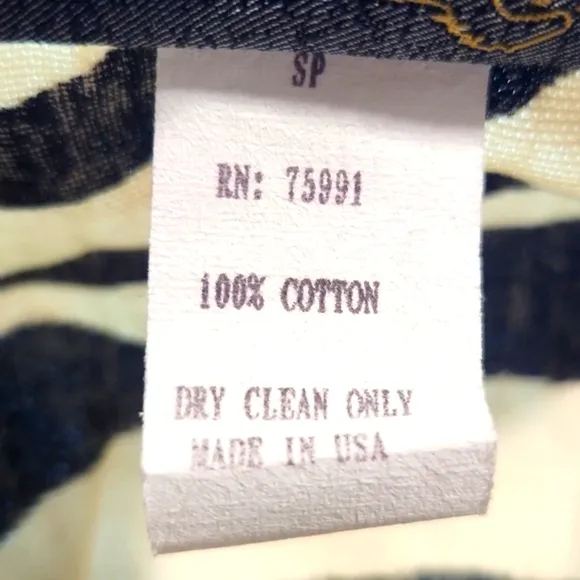 SP
RN: 75991
100% COTTON
DRY CLEAN ONLY
MADE IN USA